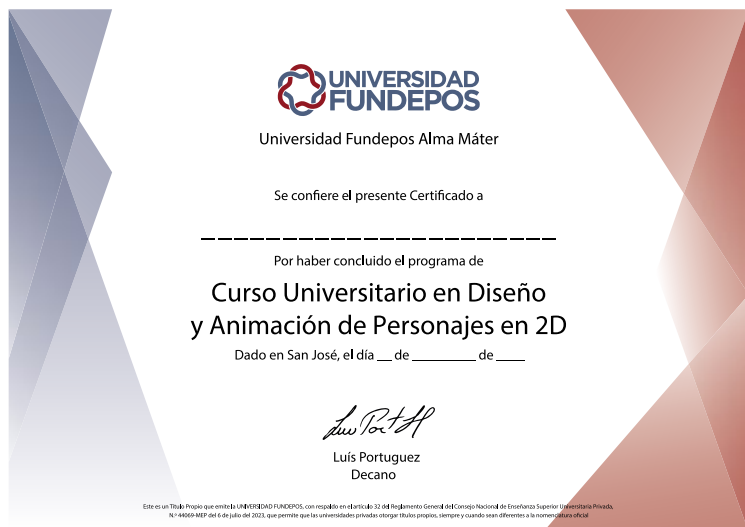 UNIVERSIDAD
FUNDEPOS
Universidad Fundepos Alma Máter
Se confiere el presente Certificado a
Por haber concluido el programa de
Curso Universitario en Diseño
y Animación de Personajes en 2D
Dado en San José, el día __ de ________ de ____
Luís Portuguez
Decano
Este es un Título Propio que emite la UNIVERSIDAD FUNDEPOS, con respaldo en el artículo 32 del Reglamento General del Consejo Nacional de Enseñanza Superior Universitaria Privada,
N.º 44069-MEP del 6 de julio del 2023, que permite que las universidades privadas otorgar títulos propios, siempre y cuando sean diferentes a la nomenclatura oficial